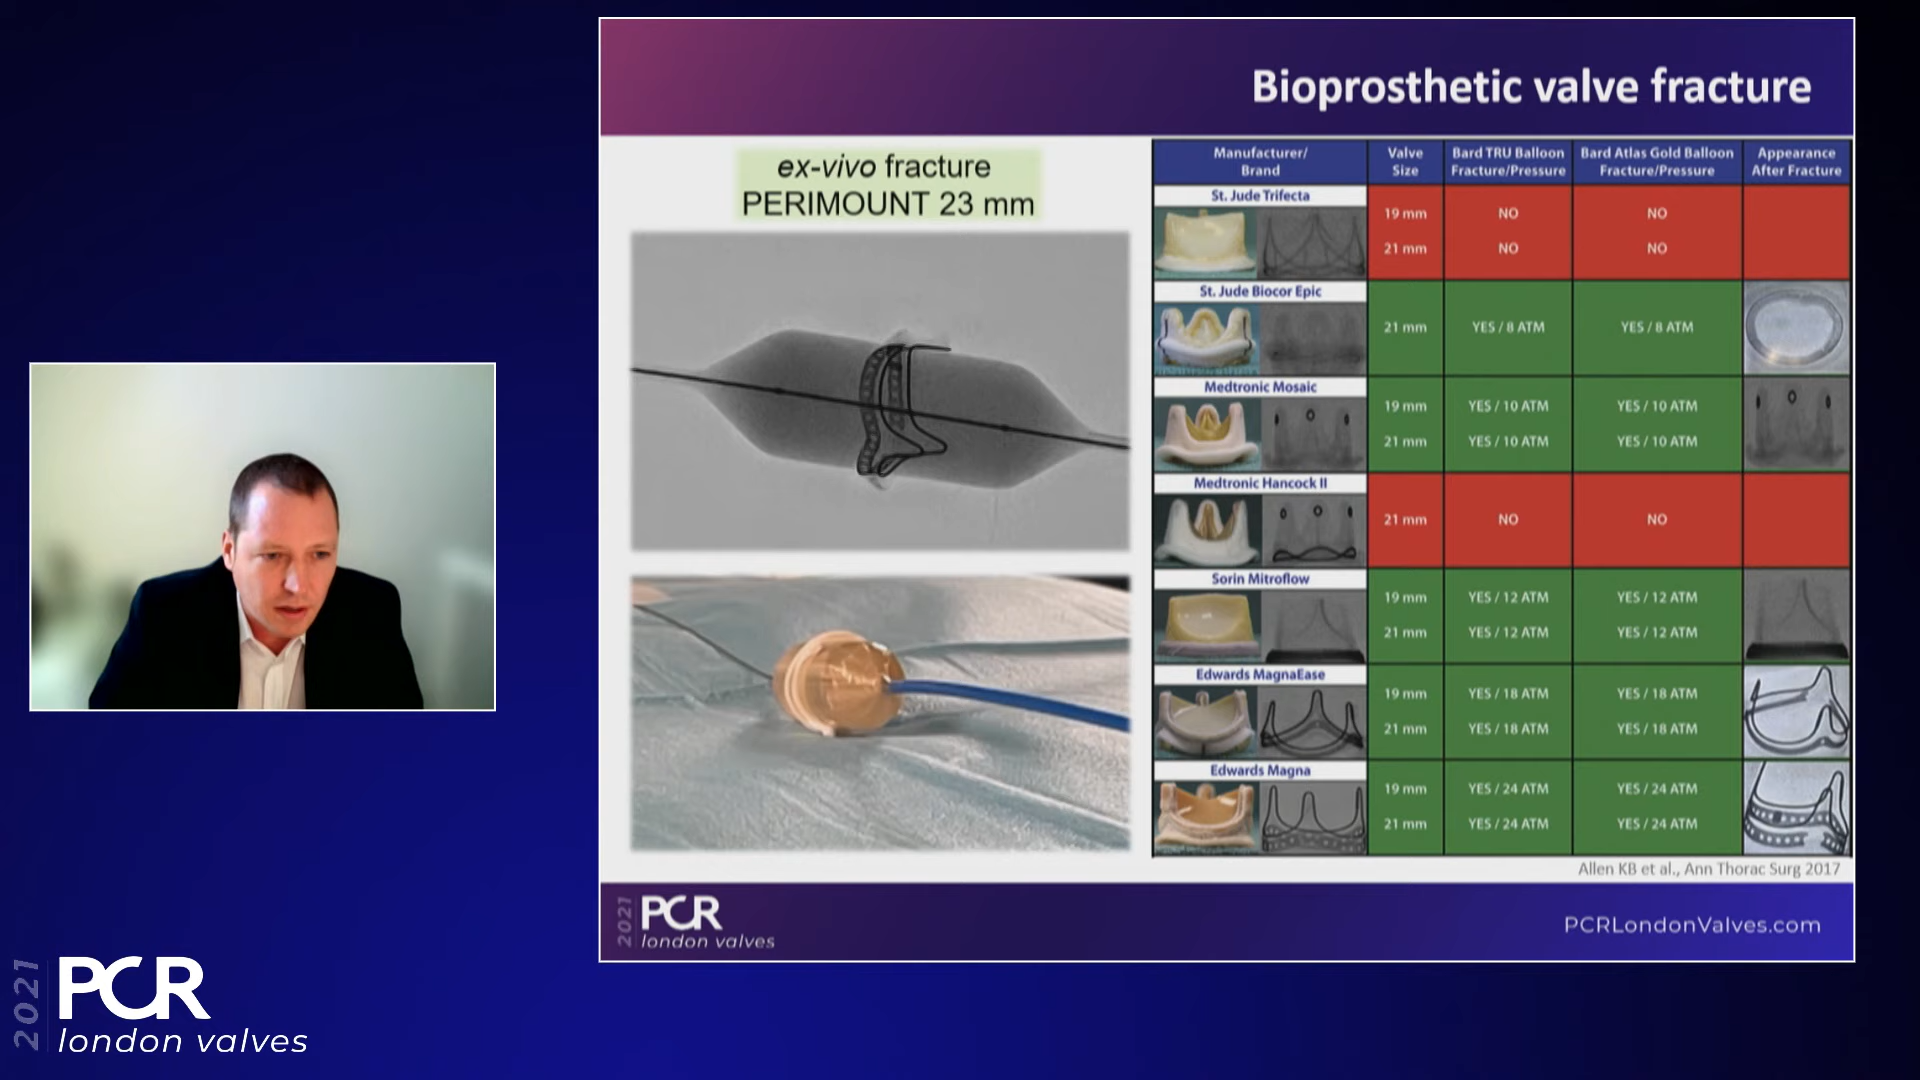 Bioprosthetic valve fracture
ex-vivo fracture
PERIMOUNT 23 mm
Manufacturer/
Brand
Valve
Size
Bard TRU Balloon
Fracture/Pressure
Bard Atlas Gold Balloon
Fracture/Pressure
Appearance
After Fracture
St. Jude Trifecta
19 mm NO NO
21 mm NO NO
St. Jude Biocor Epic
21 mm YES / 8 ATM YES / 8 ATM
Medtronic Mosaic
19 mm YES / 10 ATM YES / 10 ATM
21 mm YES / 10 ATM YES / 10 ATM
Medtronic Hancock II
21 mm NO NO
Sorin Mitroflow
19 mm YES / 12 ATM YES / 12 ATM
21 mm YES / 12 ATM YES / 12 ATM
Edwards MagnaEase
19 mm YES / 18 ATM YES / 18 ATM
21 mm YES / 18 ATM YES / 18 ATM
Edwards Magna
19 mm YES / 24 ATM YES / 24 ATM
21 mm YES / 24 ATM YES / 24 ATM
Allen KB et al., Ann Thorac Surg 2017
2021
PCR
london valves
PCRLondonValves.com
2021
PCR
london valves